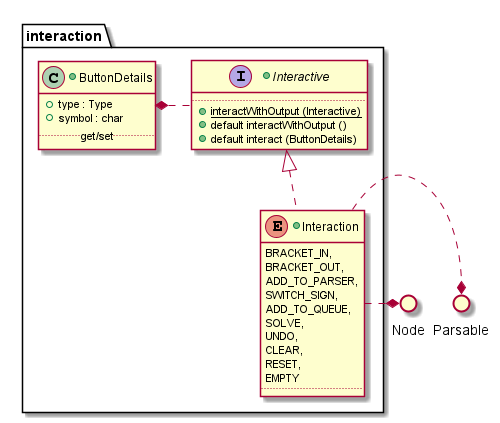 interaction
C ButtonDetails
type : Type
symbol : char
get/set
I Interactive
interactWithOutput (Interactive)
default interactWithOutput ()
default interact (ButtonDetails)
E Interaction
BRACKET_IN,
BRACKET_OUT,
ADD_TO_PARSER,
SWITCH_SIGN,
ADD_TO_QUEUE,
SOLVE,
UNDO,
CLEAR,
RESET,
EMPTY
Node
Parsable